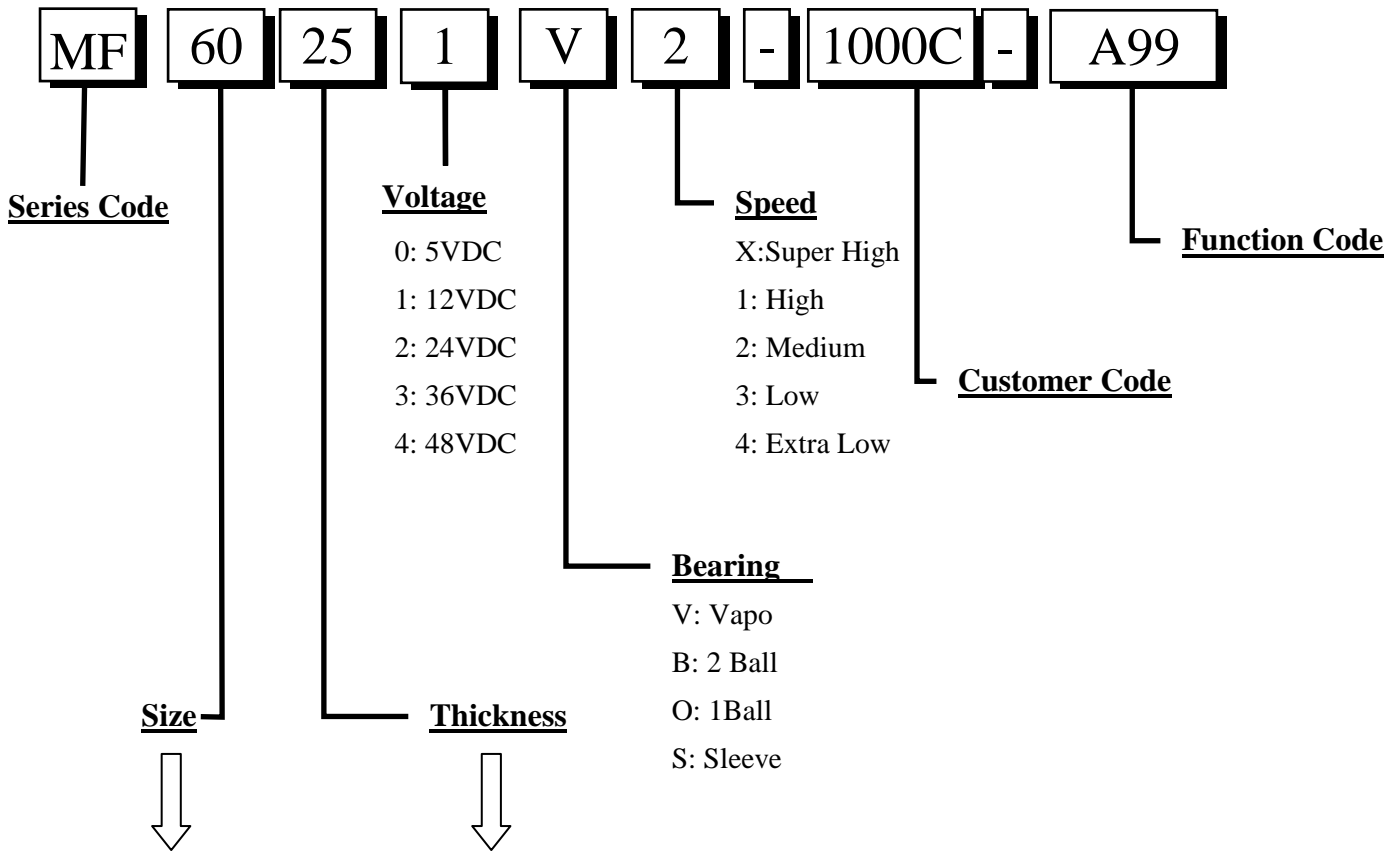 MF 60 25 1 V 2 - 1000C - A99
Series Code
Voltage
0: 5VDC
1: 12VDC
2: 24VDC
3: 36VDC
4: 48VDC
Speed
X:Super High
1: High
2: Medium
3: Low
4: Extra Low
Function Code
Customer Code
Bearing
V: Vapo
B: 2 Ball
O: 1Ball
S: Sleeve
Size
Thickness